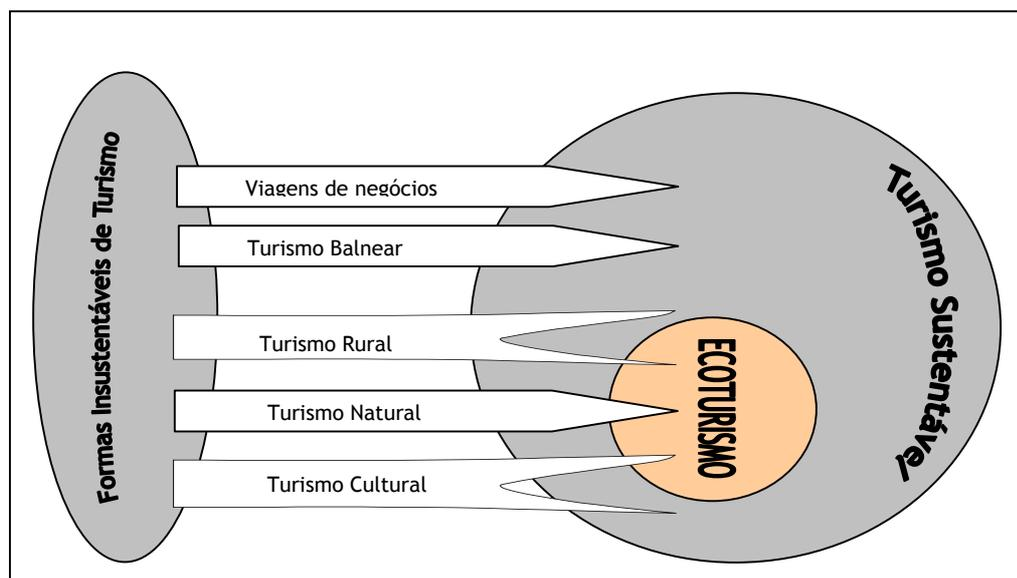 Formas Insustentáveis de Turismo
Viagens de negócios
Turismo Balnear
Turismo Rural
Turismo Natural
Turismo Cultural
ECOTURISMO
Turismo Sustentável